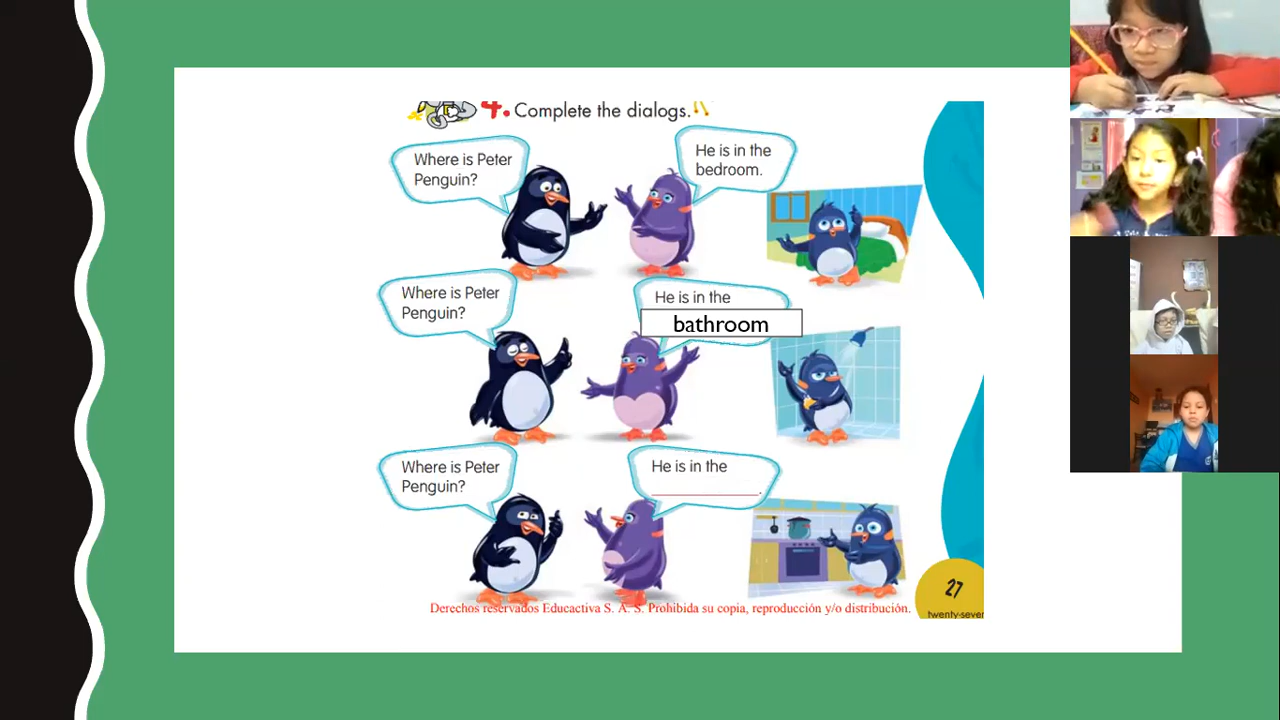 4. Complete the dialogs.
Where is Peter
Penguin?
He is in the
bedroom.
Where is Peter
Penguin?
He is in the
bathroom
Where is Peter
Penguin?
He is in the
.
27
twenty-seven
Derechos reservados Educactiva S. A. S. Prohibida su copia, reproducción y/o distribución.